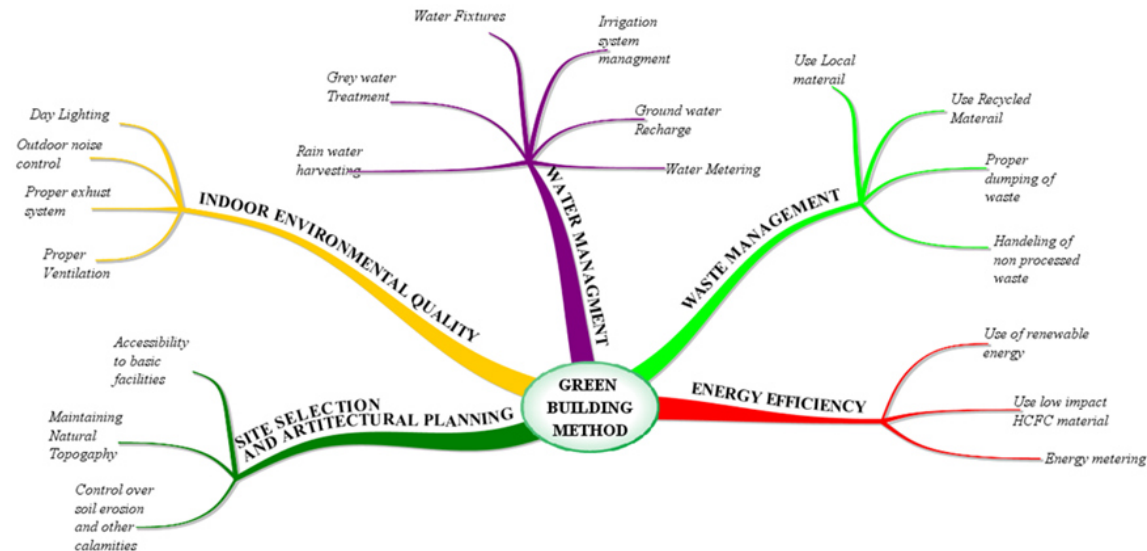 Water Fixtures
Irrigation
system
managment
Grey water
Treatment
Ground water
Recharge
Rain water
harvesting
Water Metering
WATER MANAGMENT
Use Local
materail
Use Recycled
Materail
Proper
dumping of
waste
Handeling of
non processed
waste
WASTE MANAGEMENT
Day Lighting
Outdoor noise
control
Proper exhust
system
Proper
Ventilation
INDOOR ENVIRONMENTAL QUALITY
Accessibility
to basic
facilities
Maintaining
Natural
Topogaphy
Control over
soil erosion
and other
calamities
SITE SELECTION
AND ARTITECTURAL PLANNING
GREEN
BUILDING
METHOD
ENERGY EFFICIENCY
Use of renewable
energy
Use low impact
HCFC material
Energy metering